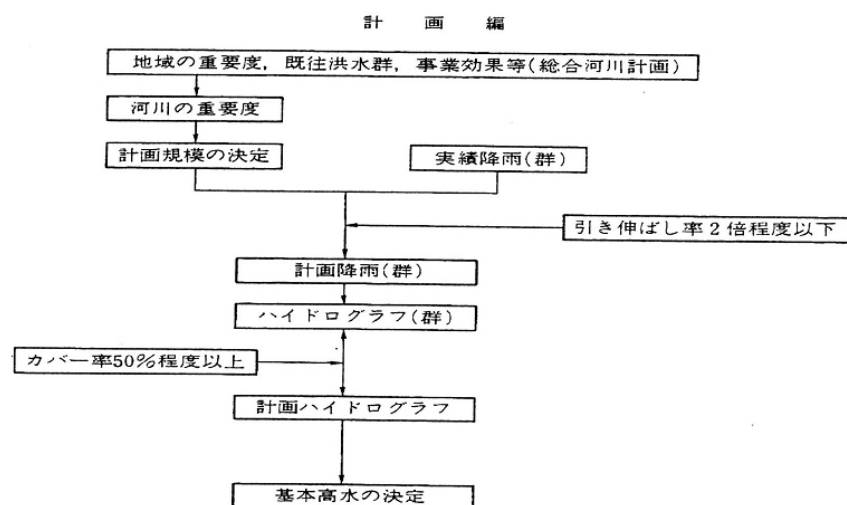 計画編
地域の重要度，既往洪水群，事業効果等(総合河川計画)
河川の重要度
計画規模の決定
実績降雨(群)
引き伸ばし率２倍程度以下
計画降雨(群)
ハイドログラフ(群)
カバー率50％程度以上
計画ハイドログラフ
基本高水の決定